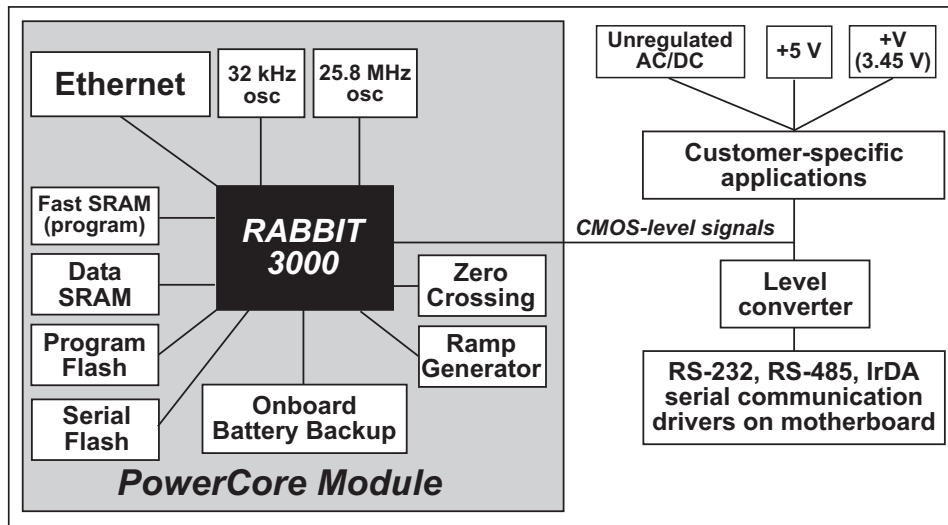 Ethernet
32 kHz
osc
25.8 MHz
osc
Unregulated
AC/DC
+5 V
+V
(3.45 V)
Customer-specific
applications
Fast SRAM
(program)
RABBIT
3000
CMOS-level signals
Data
SRAM
Zero
Crossing
Level
converter
Program
Flash
Ramp
Generator
Serial
Flash
Onboard
Battery Backup
RS-232, RS-485, IrDA
serial communication
drivers on motherboard
PowerCore Module